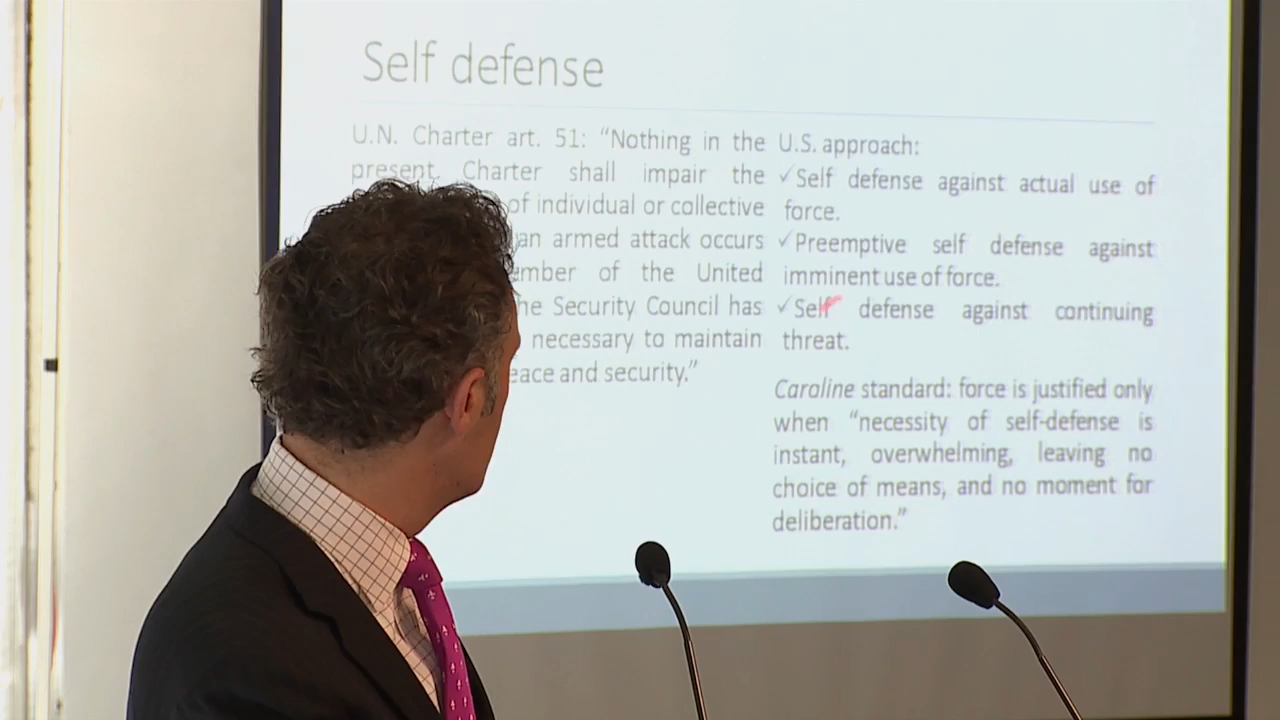 Self defense
U.N. Charter art. 51: “Nothing in the
present Charter shall impair the
of individual or collective
an armed attack occurs
of the United
Security Council has
necessary to maintain
and security.”
U.S. approach:
✓Self defense against actual use of
force.
✓Preemptive self defense against
imminent use of force.
✓Self defense against continuing
threat.
Caroline standard: force is justified only
when “necessity of self-defense is
instant, overwhelming, leaving no
choice of means, and no moment for
deliberation.”